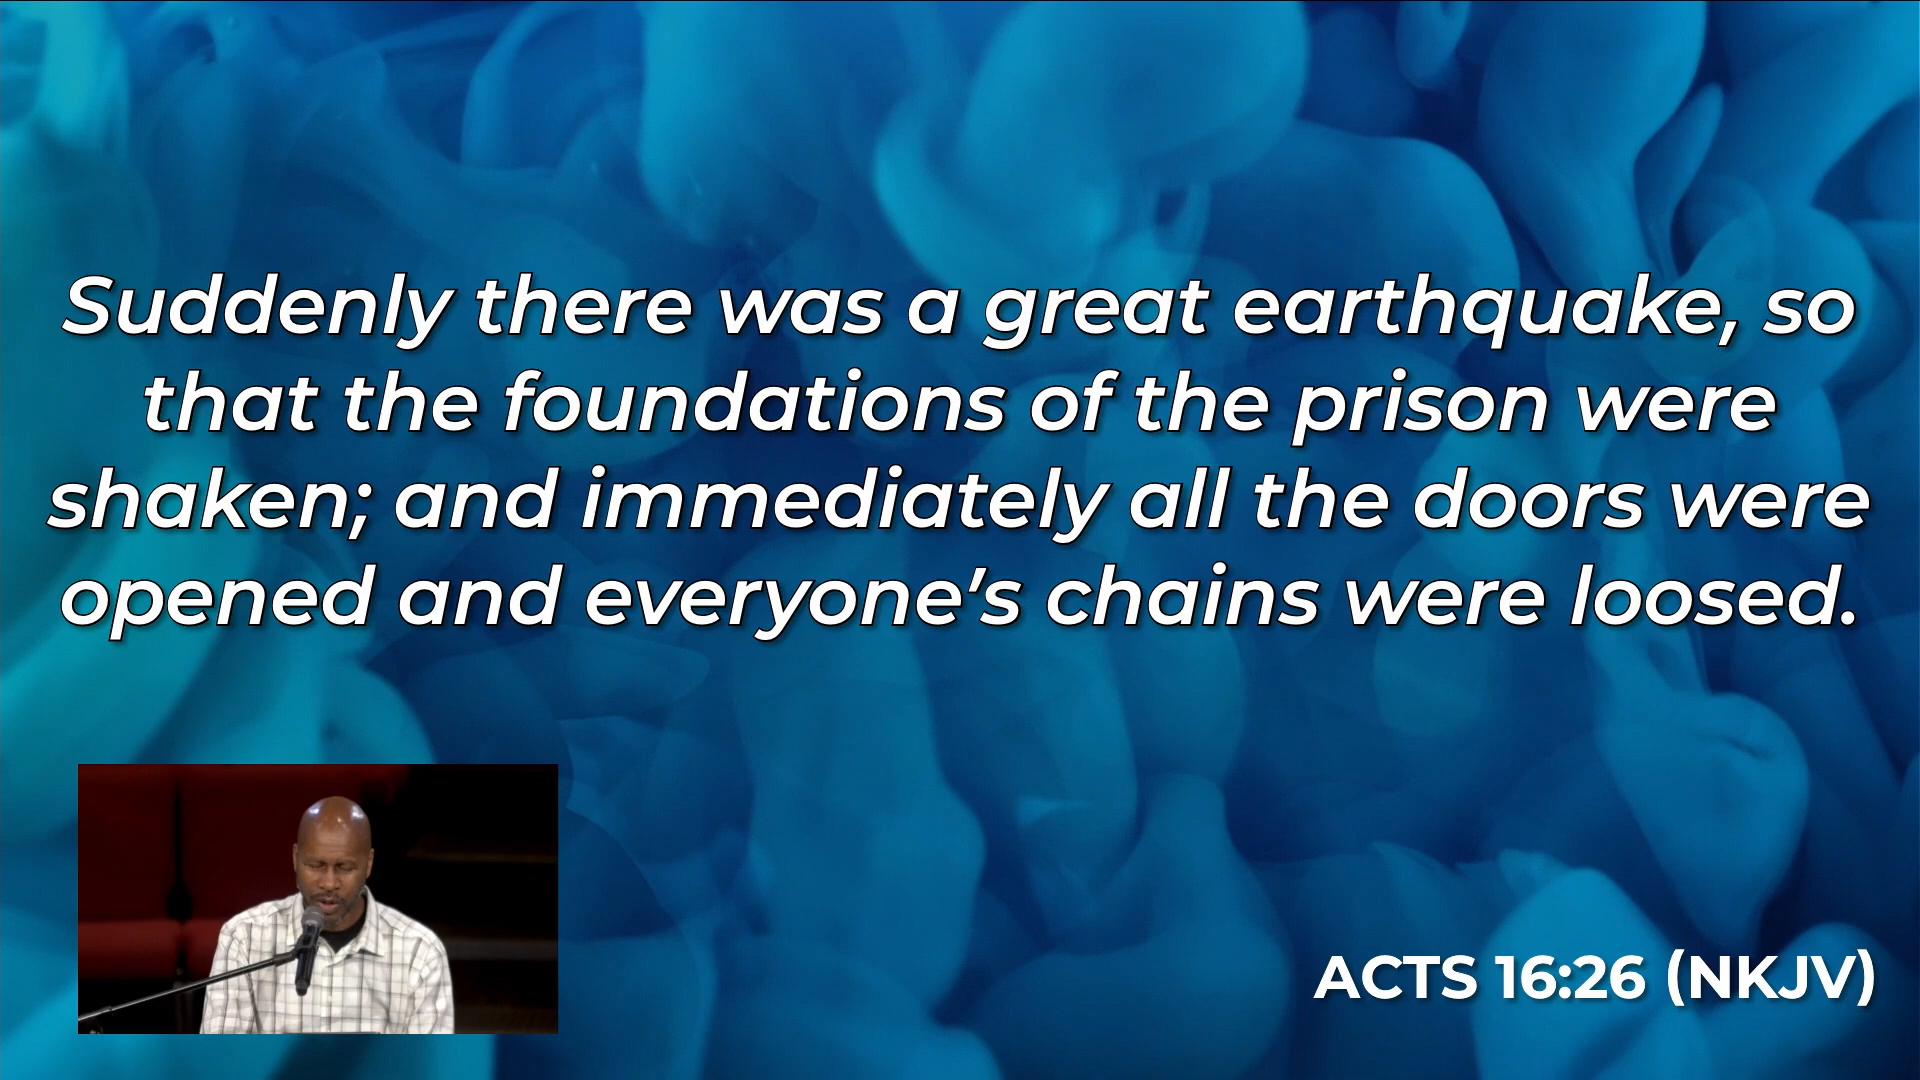 Suddenly there was a great earthquake, so
that the foundations of the prison were
shaken; and immediately all the doors were
opened and everyone’s chains were loosed.
ACTS 16:26 (NKJV)